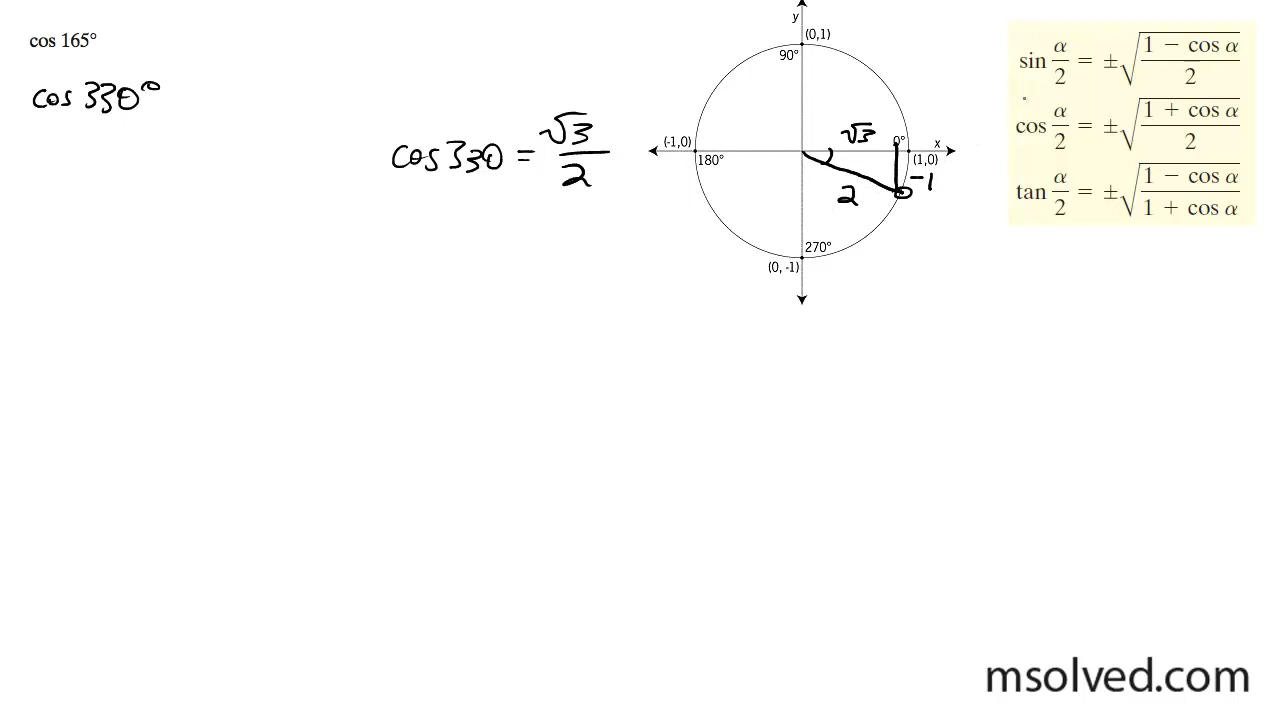 cos 165°
cos 330°
cos 330 = √3/2
y
(0,1)
90°
(-1,0)
180°
√3
0°
x
(1,0)
-1
2
270°
(0, -1)
sin α/2 = ±√((1 − cos α)/2)
cos α/2 = ±√((1 + cos α)/2)
tan α/2 = ±√((1 − cos α)/(1 + cos α))
msolved.com